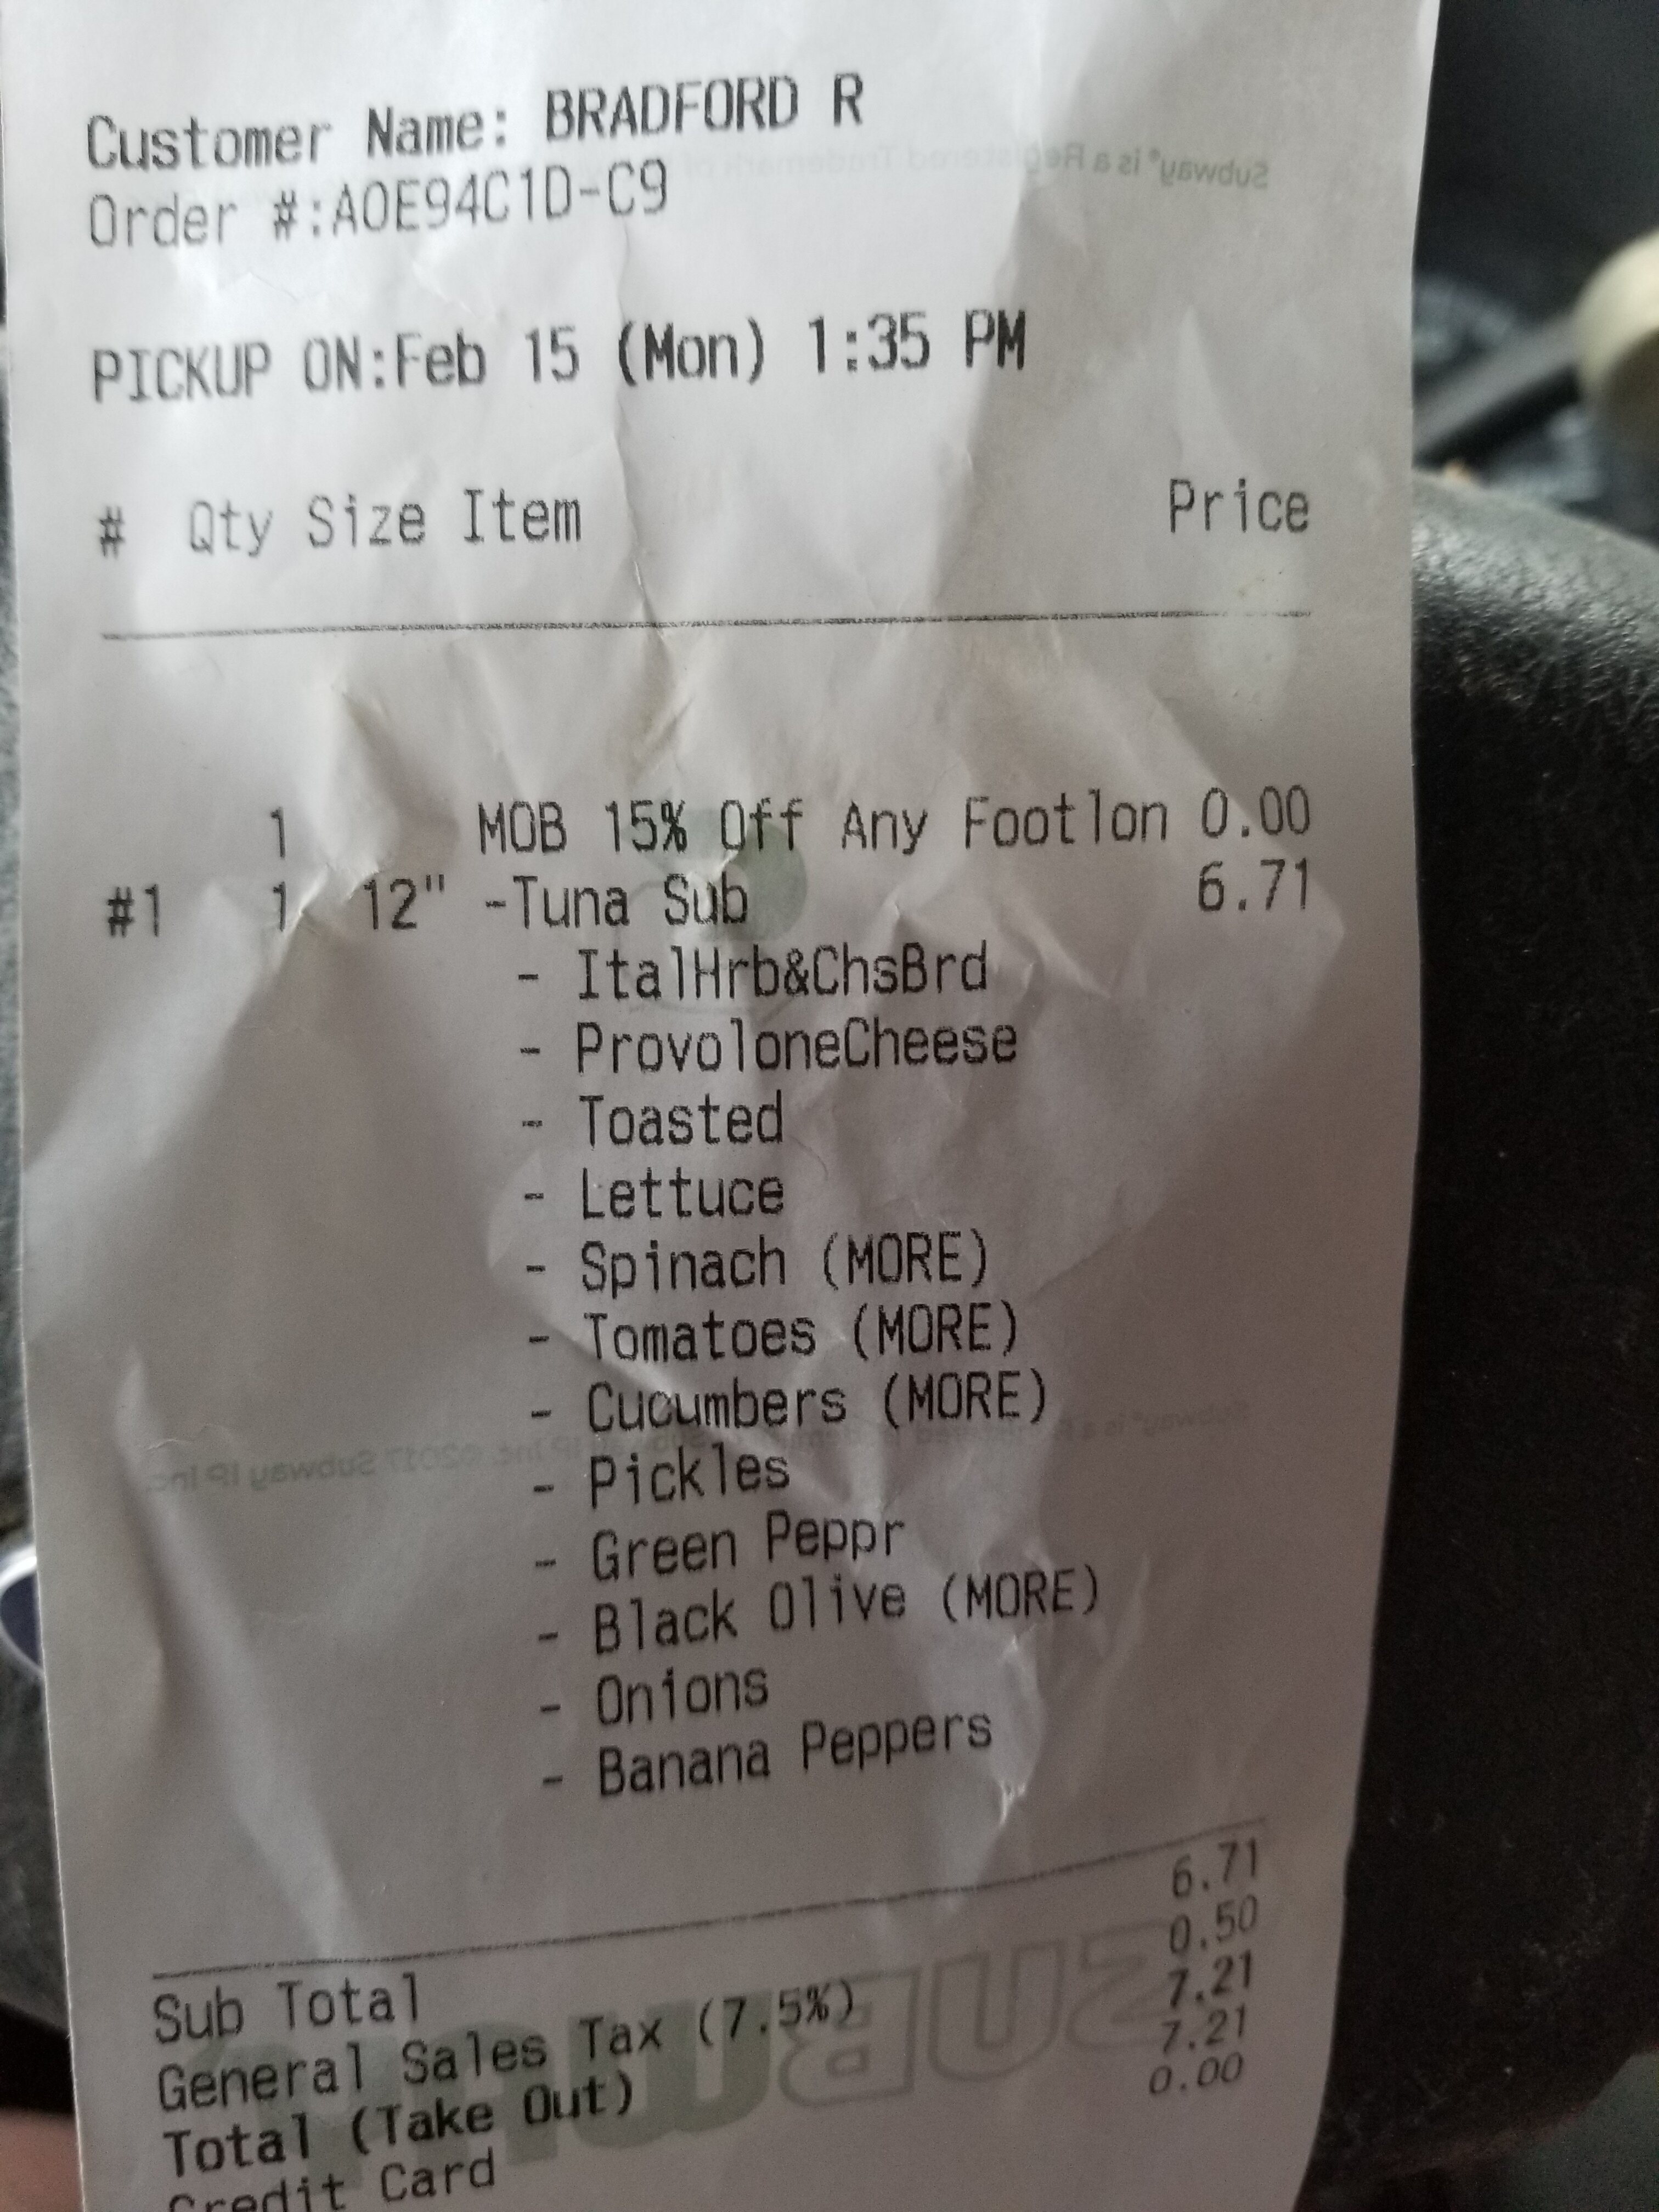 Customer Name: BRADFORD R
Order #:A0E94C1D-C9
PICKUP ON:Feb 15 (Mon) 1:35 PM
# Qty Size Item Price
1 MOB 15% Off Any Footlon 0.00
#1 1 12" -Tuna Sub 6.71
- ItalHrb&ChsBrd
- ProvoloneCheese
- Toasted
- Lettuce
- Spinach (MORE)
- Tomatoes (MORE)
- Cucumbers (MORE)
- Pickles
- Green Peppr
- Black Olive (MORE)
- Onions
- Banana Peppers
Sub Total 6.71
General Sales Tax (7.5%) 0.50
Total (Take Out) 7.21
Credit Card 7.21
0.00